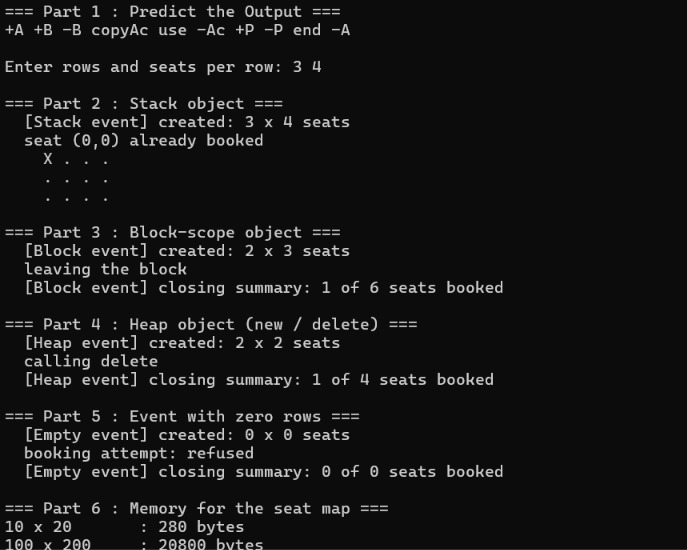 === Part 1 : Predict the Output ===
+A +B -B copyAc use -Ac +P -P end -A
Enter rows and seats per row: 3 4
=== Part 2 : Stack object ===
[Stack event] created: 3 x 4 seats
seat (0,0) already booked
X . . .
. . . .
. . . .
=== Part 3 : Block-scope object ===
[Block event] created: 2 x 3 seats
leaving the block
[Block event] closing summary: 1 of 6 seats booked
=== Part 4 : Heap object (new / delete) ===
[Heap event] created: 2 x 2 seats
calling delete
[Heap event] closing summary: 1 of 4 seats booked
=== Part 5 : Event with zero rows ===
[Empty event] created: 0 x 0 seats
booking attempt: refused
[Empty event] closing summary: 0 of 0 seats booked
=== Part 6 : Memory for the seat map ===
10 x 20 : 280 bytes
100 x 200 : 20800 bytes